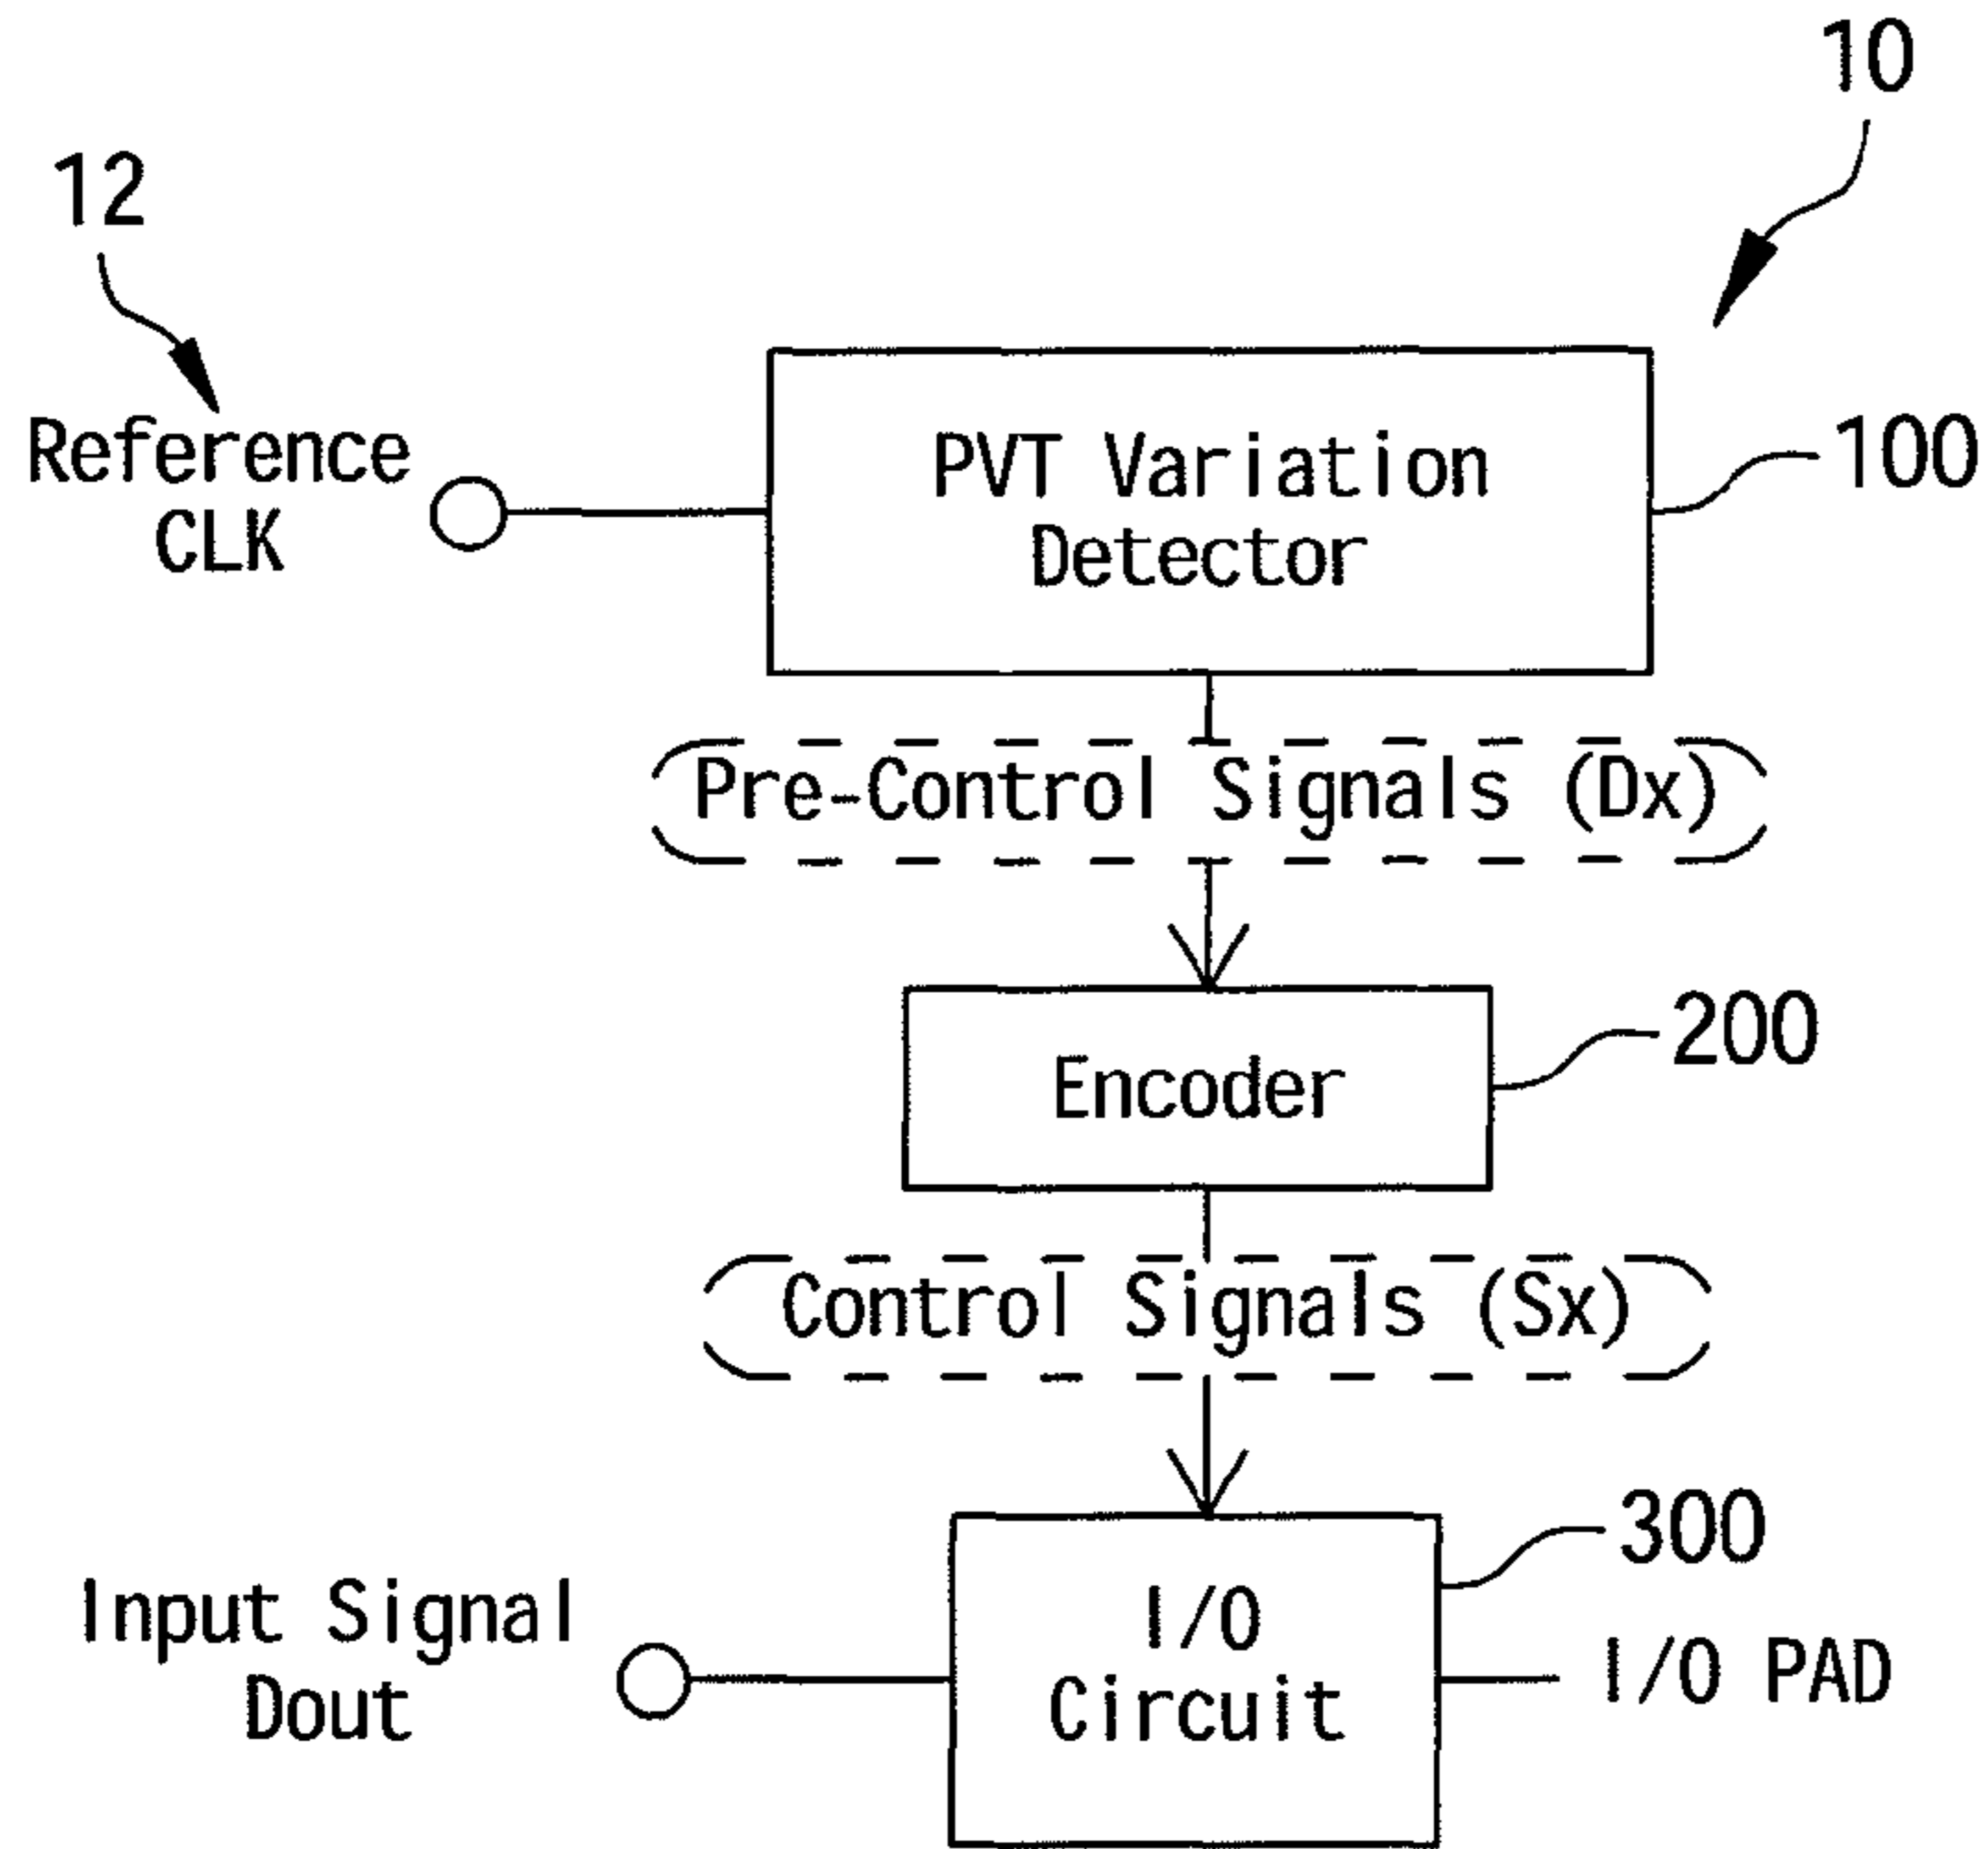 10
12
Reference
CLK
PVT Variation
Detector
100
Pre-Control Signals (Dx)
Encoder
200
Control Signals (Sx)
300
I/O
Circuit
Input Signal
Dout
I/O PAD